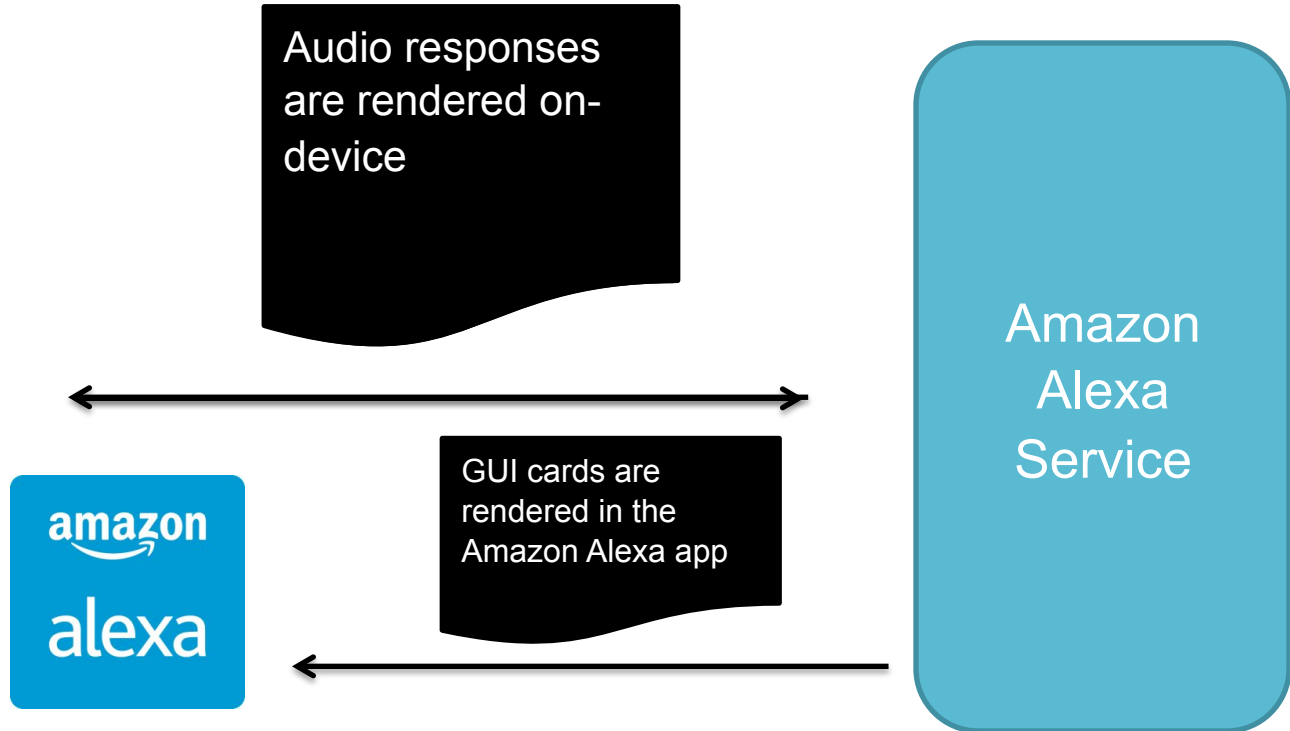 Audio responses
are rendered on-
device
Amazon
Alexa
Service
GUI cards are
rendered in the
Amazon Alexa app
amazon
alexa